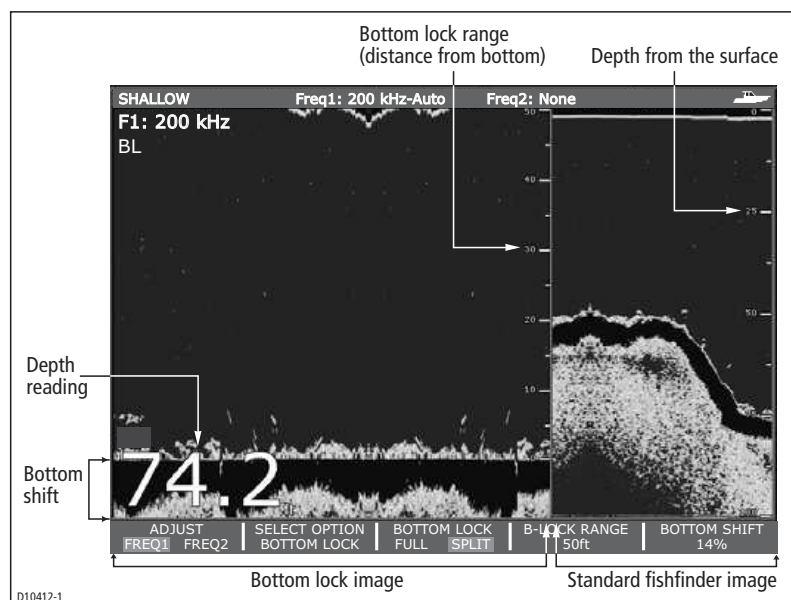 Bottom lock range
(distance from bottom)
Depth from the surface
SHALLOW Freq1: 200 kHz-Auto Freq2: None
F1: 200 kHz
BL
50
40
30
20
10
0
25
50
Depth
reading
Bottom
shift
74.2
ADJUST SELECT OPTION BOTTOM LOCK B-LOCK RANGE BOTTOM SHIFT
FREQ1 FREQ2 BOTTOM LOCK FULL SPLIT 50ft 14%
Bottom lock image
Standard fishfinder image
D10412-1